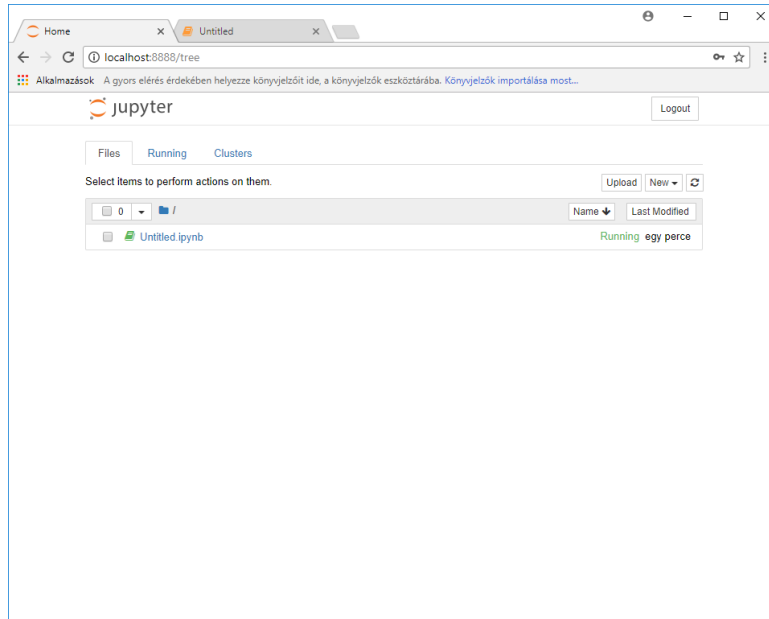 Home
Untitled
localhost:8888/tree
Alkalmazások A gyors elérés érdekében helyezze könyvjelzőit ide, a könyvjelzők eszköztárába. Könyvjelzők importálása most...
jupyter
Logout
Files Running Clusters
Select items to perform actions on them.
Upload New
0 /
Name Last Modified
Untitled.ipynb
Running egy perce